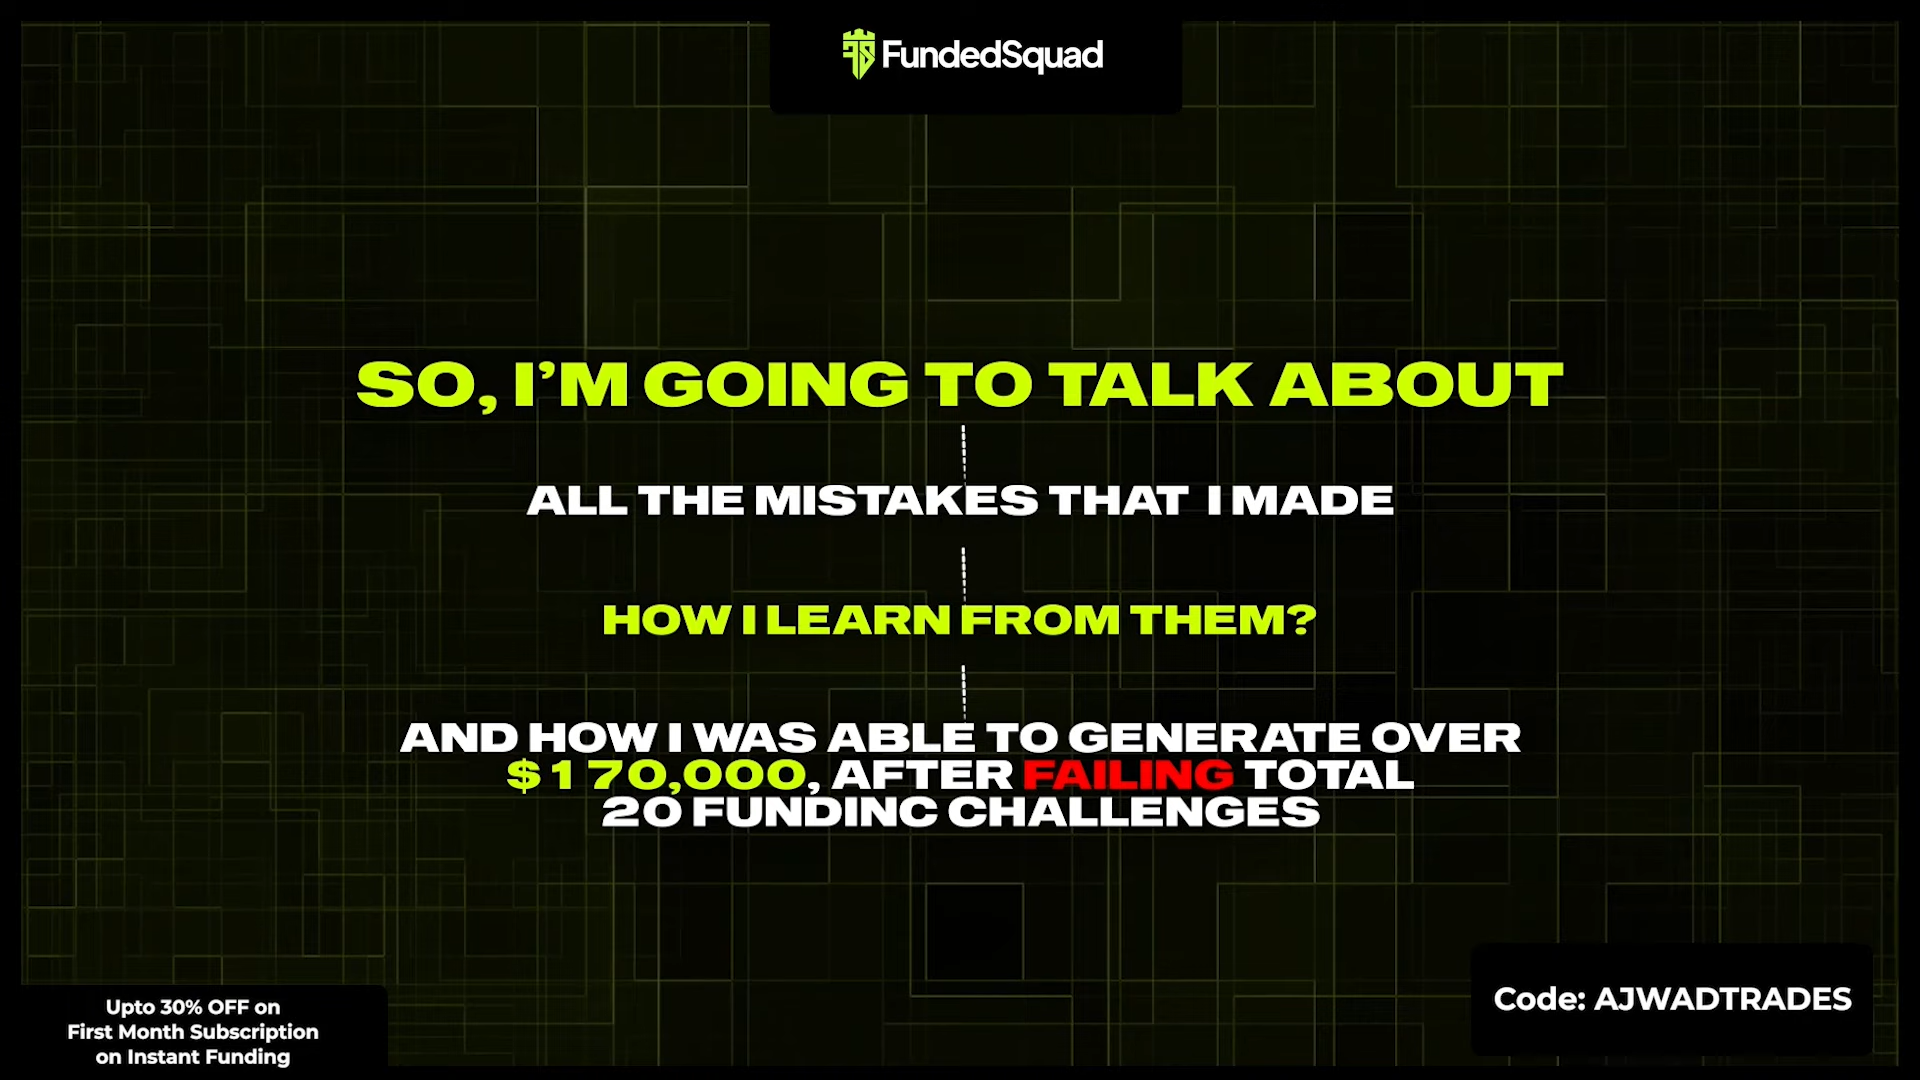 FundedSquad
SO, I'M GOING TO TALK ABOUT
ALL THE MISTAKES THAT I MADE
HOW I LEARN FROM THEM?
AND HOW I WAS ABLE TO GENERATE OVER
$170,000, AFTER FAILING TOTAL
20 FUNDINC CHALLENGES
Upto 30% OFF on
First Month Subscription
on Instant Funding
Code: AJWADTRADES